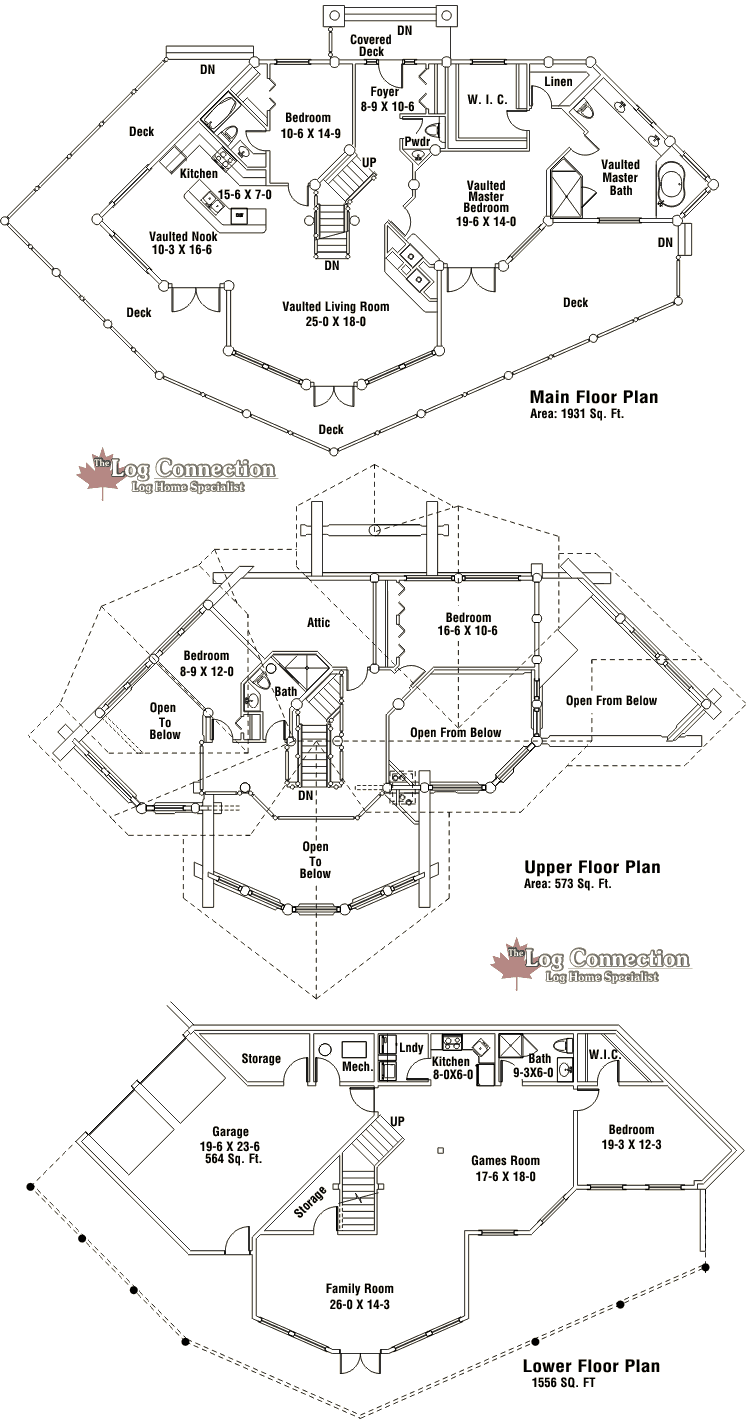 DN
Covered
Deck
DN
Deck
Foyer
8-9 X 10-6
W. I. C.
Linen
Bedroom
10-6 X 14-9
Pwdr
UP
Kitchen
15-6 X 7-0
Vaulted
Master
Bath
Vaulted
Master
Bedroom
19-6 X 14-0
Vaulted Nook
10-3 X 16-6
DN
DN
Deck
Vaulted Living Room
25-0 X 18-0
Deck
Deck
Main Floor Plan
Area: 1931 Sq. Ft.
The Log Connection
Log Home Specialist
Attic
Bedroom
16-6 X 10-6
Bedroom
8-9 X 12-0
Bath
Open
To
Below
Open From Below
Open From Below
DN
Open
To
Below
Upper Floor Plan
Area: 573 Sq. Ft.
The Log Connection
Log Home Specialist
Storage
Mech.
Lndy
Kitchen
8-0X6-0
Bath
9-3X6-0
W.I.C.
Garage
19-6 X 23-6
564 Sq. Ft.
UP
Bedroom
19-3 X 12-3
Games Room
17-6 X 18-0
Storage
Family Room
26-0 X 14-3
Lower Floor Plan
1556 SQ. FT